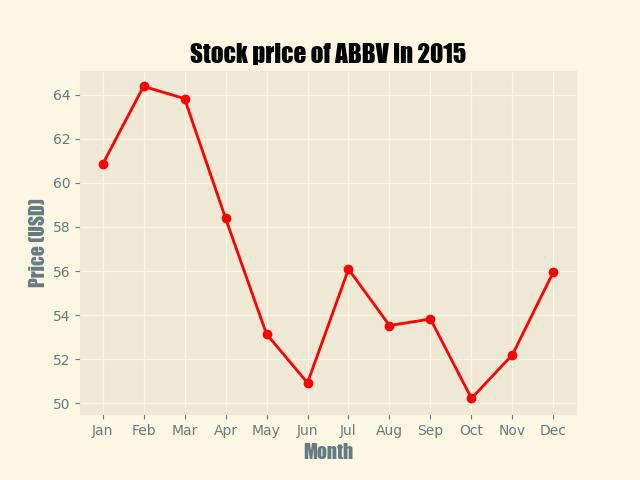 Stock price of ABBV in 2015
Price (USD)
64
62
60
58
56
54
52
50
Jan Feb Mar Apr May Jun Jul Aug Sep Oct Nov Dec
Month